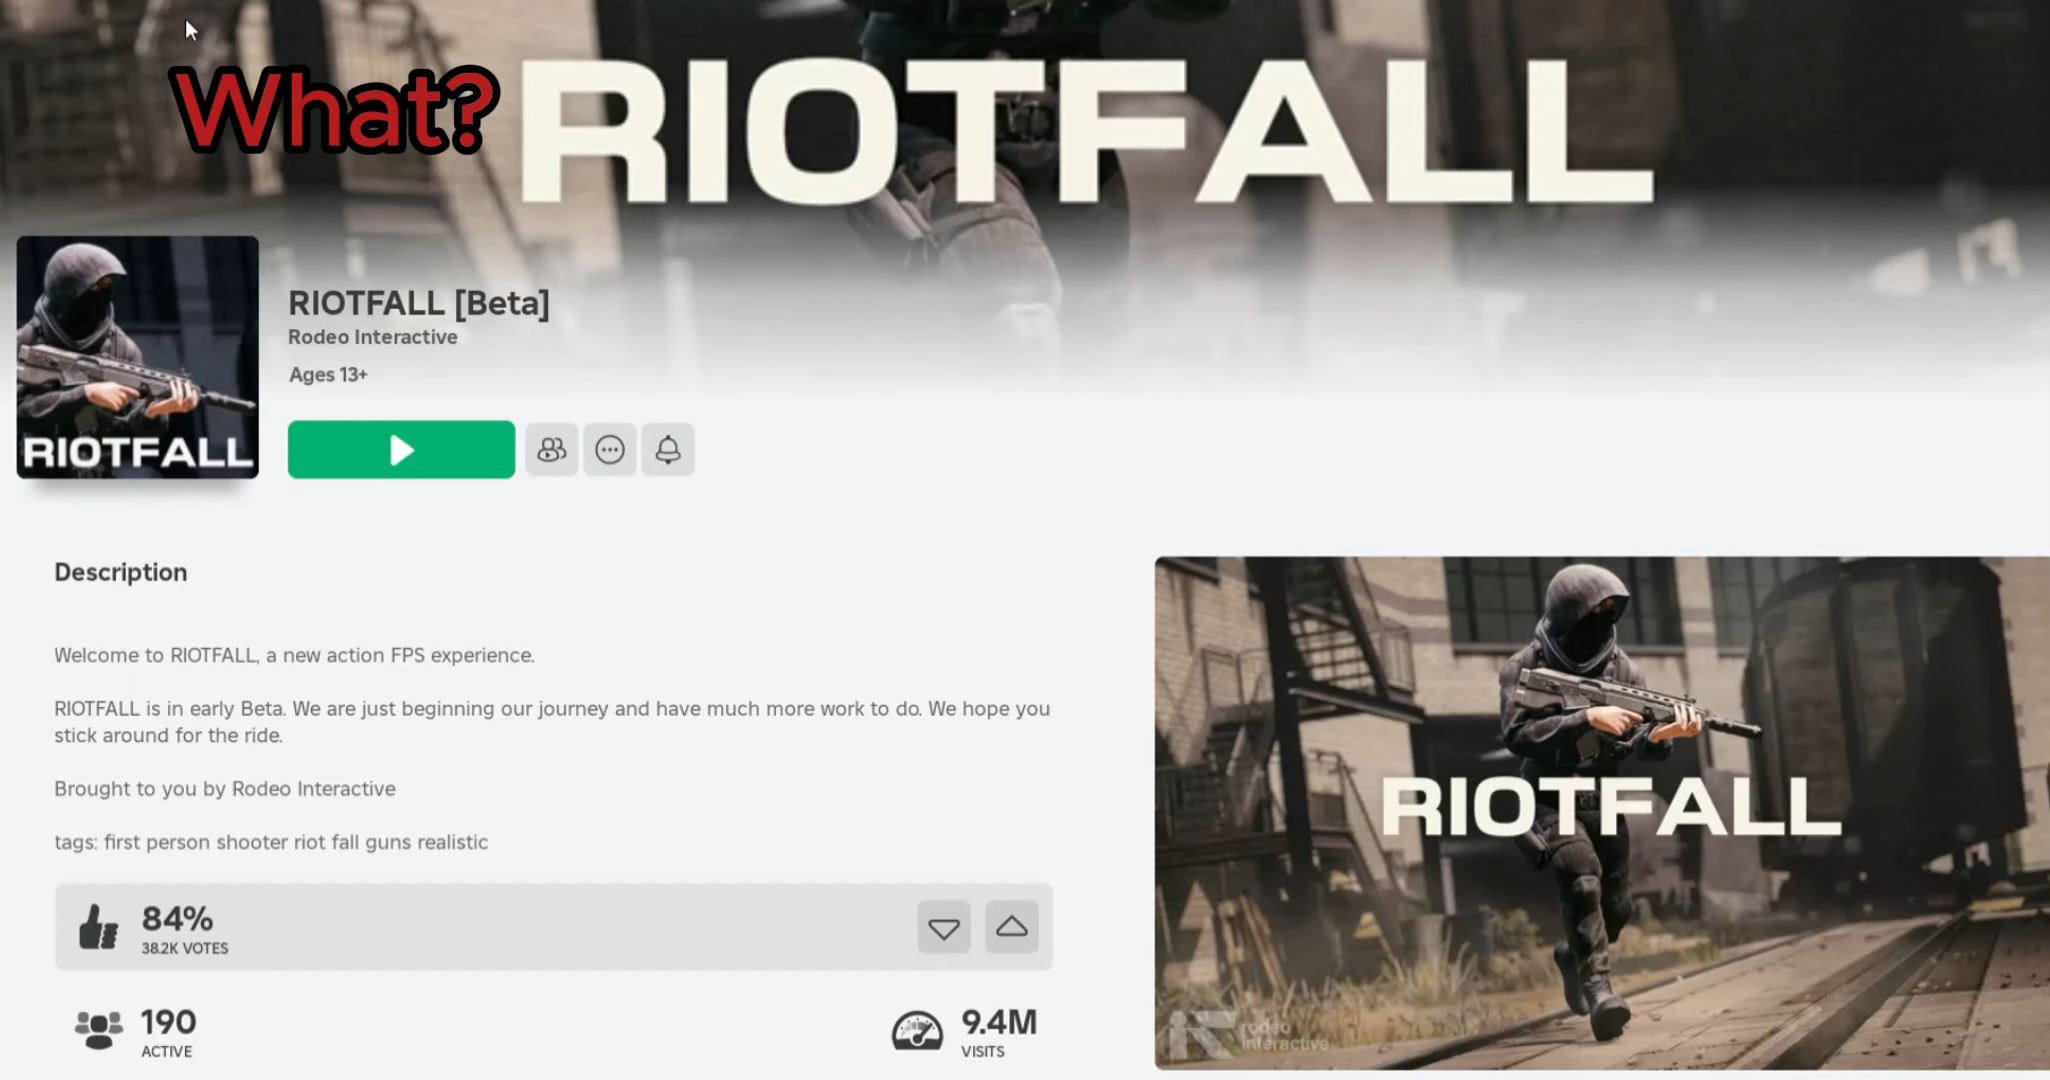 What?
RIOTFALL
RIOTFALL
RIOTFALL [Beta]
Rodeo Interactive
Ages 13+
Description
Welcome to RIOTFALL, a new action FPS experience.
RIOTFALL is in early Beta. We are just beginning our journey and have much more work to do. We hope you
stick around for the ride.
Brought to you by Rodeo Interactive
tags: first person shooter riot fall guns realistic
84%
38.2K VOTES
190
ACTIVE
9.4M
VISITS
RIOTFALL
rodeo
interactive